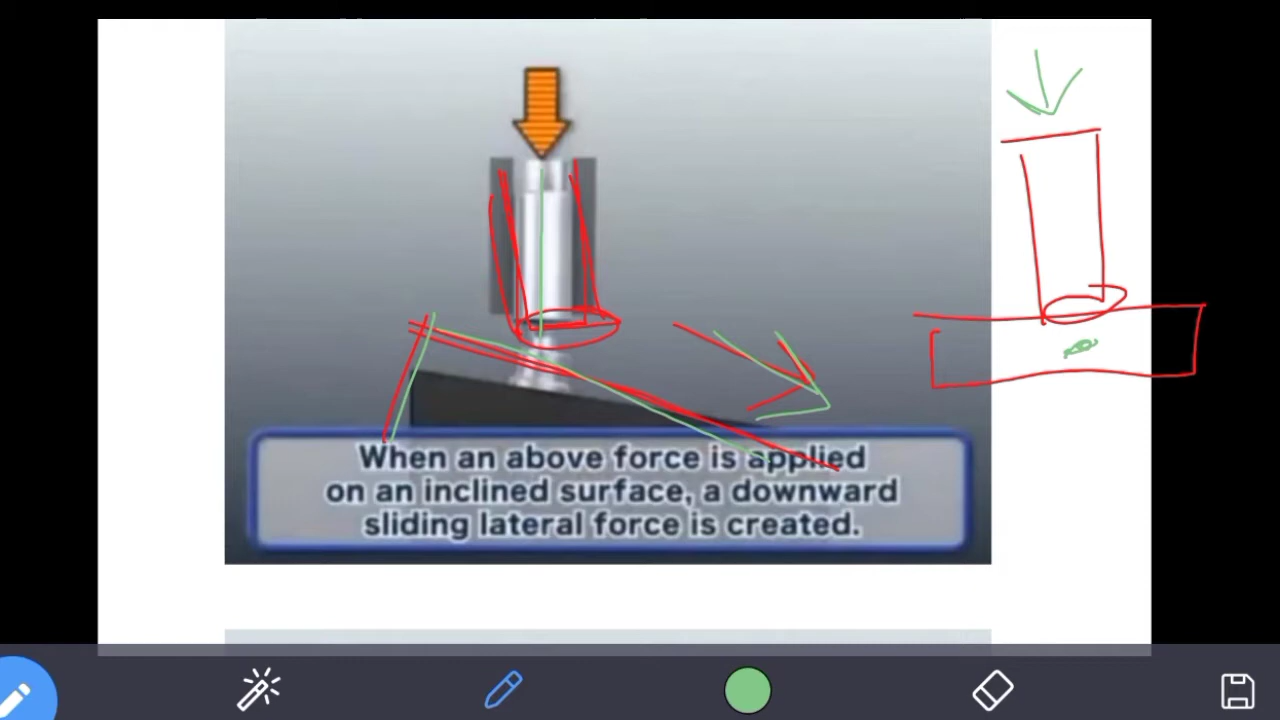 When an above force is applied
on an inclined surface, a downward
sliding lateral force is created.